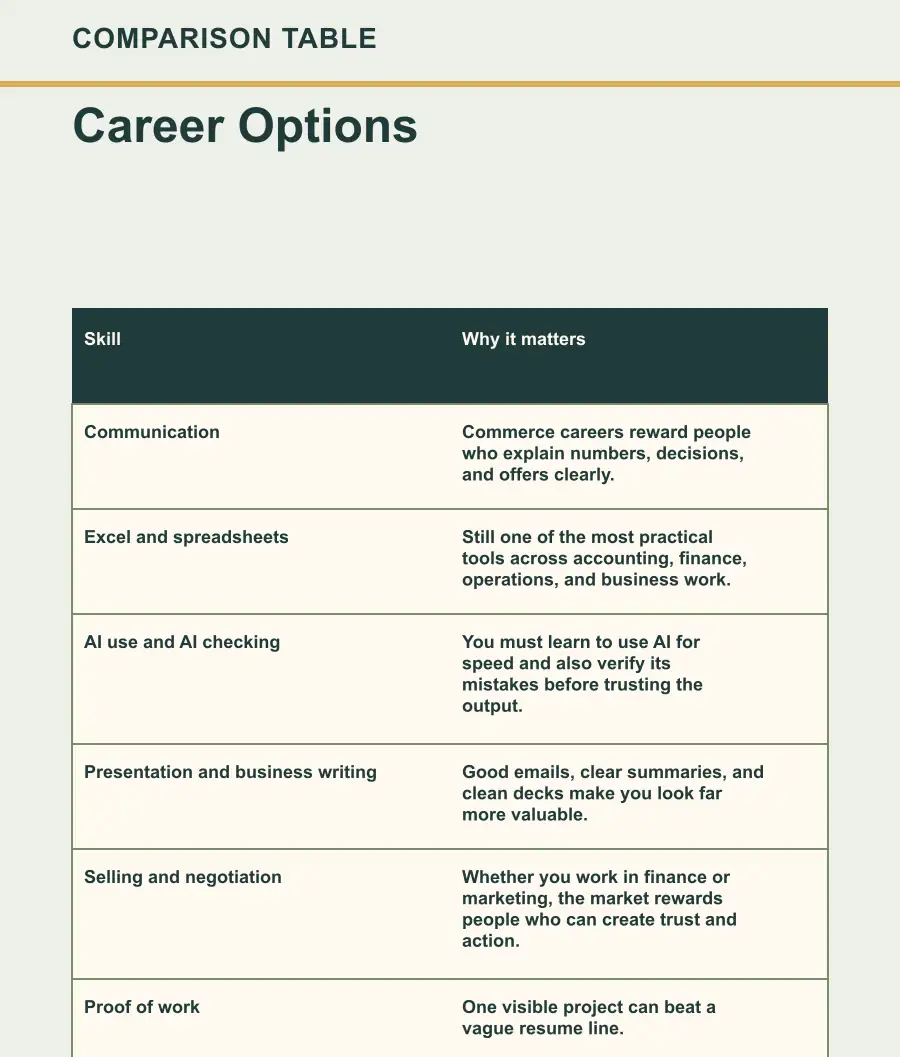 COMPARISON TABLE
Career Options
Skill
Why it matters
Communication
Commerce careers reward people
who explain numbers, decisions,
and offers clearly.
Excel and spreadsheets
Still one of the most practical
tools across accounting, finance,
operations, and business work.
AI use and AI checking
You must learn to use AI for
speed and also verify its
mistakes before trusting the
output.
Presentation and business writing
Good emails, clear summaries, and
clean decks make you look far
more valuable.
Selling and negotiation
Whether you work in finance or
marketing, the market rewards
people who can create trust and
action.
Proof of work
One visible project can beat a
vague resume line.